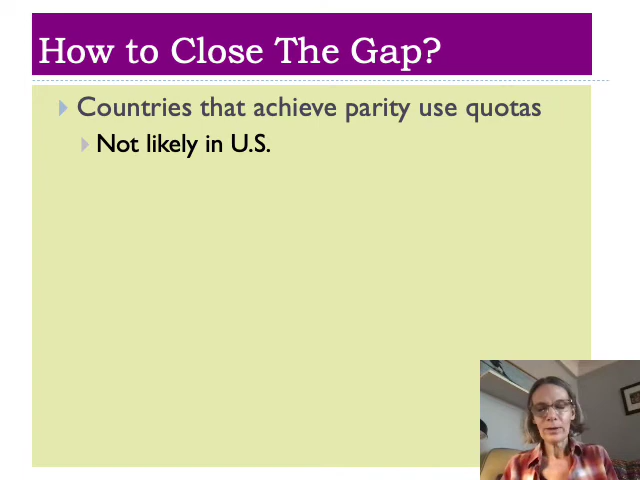 How to Close The Gap?
Countries that achieve parity use quotas
Not likely in U.S.